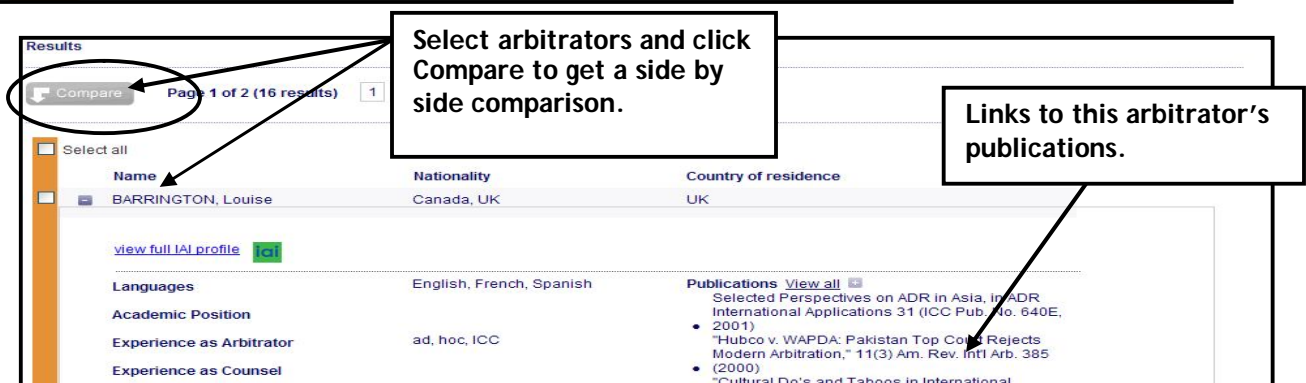 Results
Select arbitrators and click
Compare to get a side by
side comparison.
Compare Page 1 of 2 (16 results) 1
Links to this arbitrator's
publications.
Select all
Name Nationality Country of residence
BARRINGTON, Louise Canada, UK UK
view full IAI profile iai
Languages English, French, Spanish
Academic Position
Experience as Arbitrator ad, hoc, ICC
Experience as Counsel
Publications View all
Selected Perspectives on ADR in Asia, in ADR
International Applications 31 (ICC Pub. No. 640E,
• 2001)
"Hubco v. WAPDA: Pakistan Top Court Rejects
Modern Arbitration," 11(3) Am. Rev. Int'l Arb. 385
• (2000)
"Cultural Do's and Taboos in International